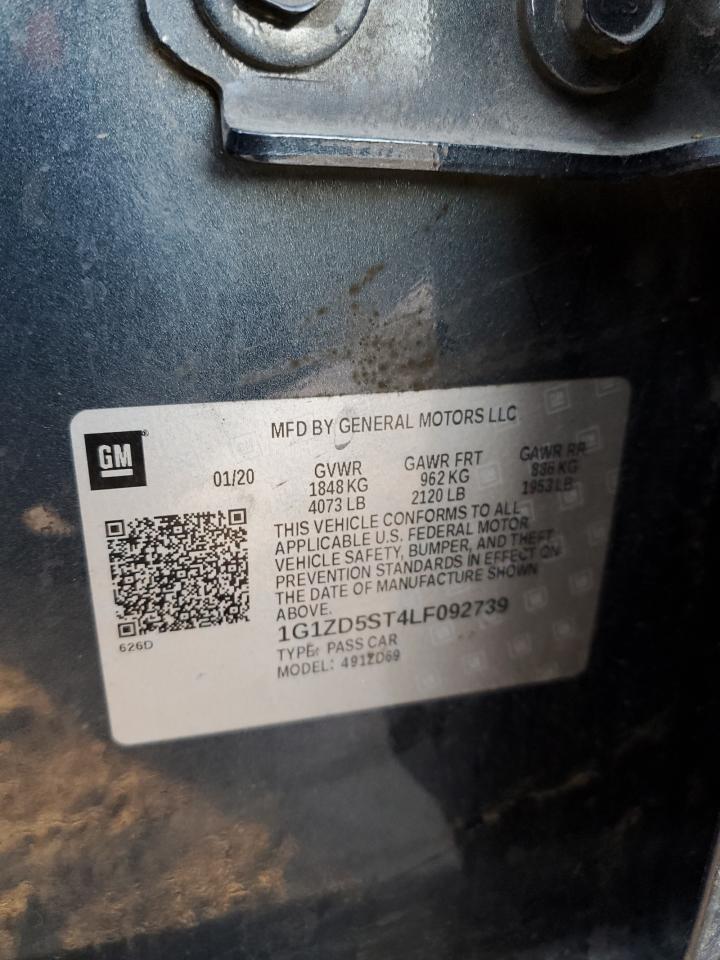 MFD BY GENERAL MOTORS LLC
GM
®
01/20
GVWR
1848 KG
4073 LB
GAWR FRT
962 KG
2120 LB
GAWR RR
886 KG
1953 LB
THIS VEHICLE CONFORMS TO ALL
APPLICABLE U.S. FEDERAL MOTOR
VEHICLE SAFETY, BUMPER, AND THEFT
PREVENTION STANDARDS IN EFFECT ON
THE DATE OF MANUFACTURE SHOWN
ABOVE.
1G1ZD5ST4LF092739
TYPE: PASS CAR
MODEL: 491ZD69
626D